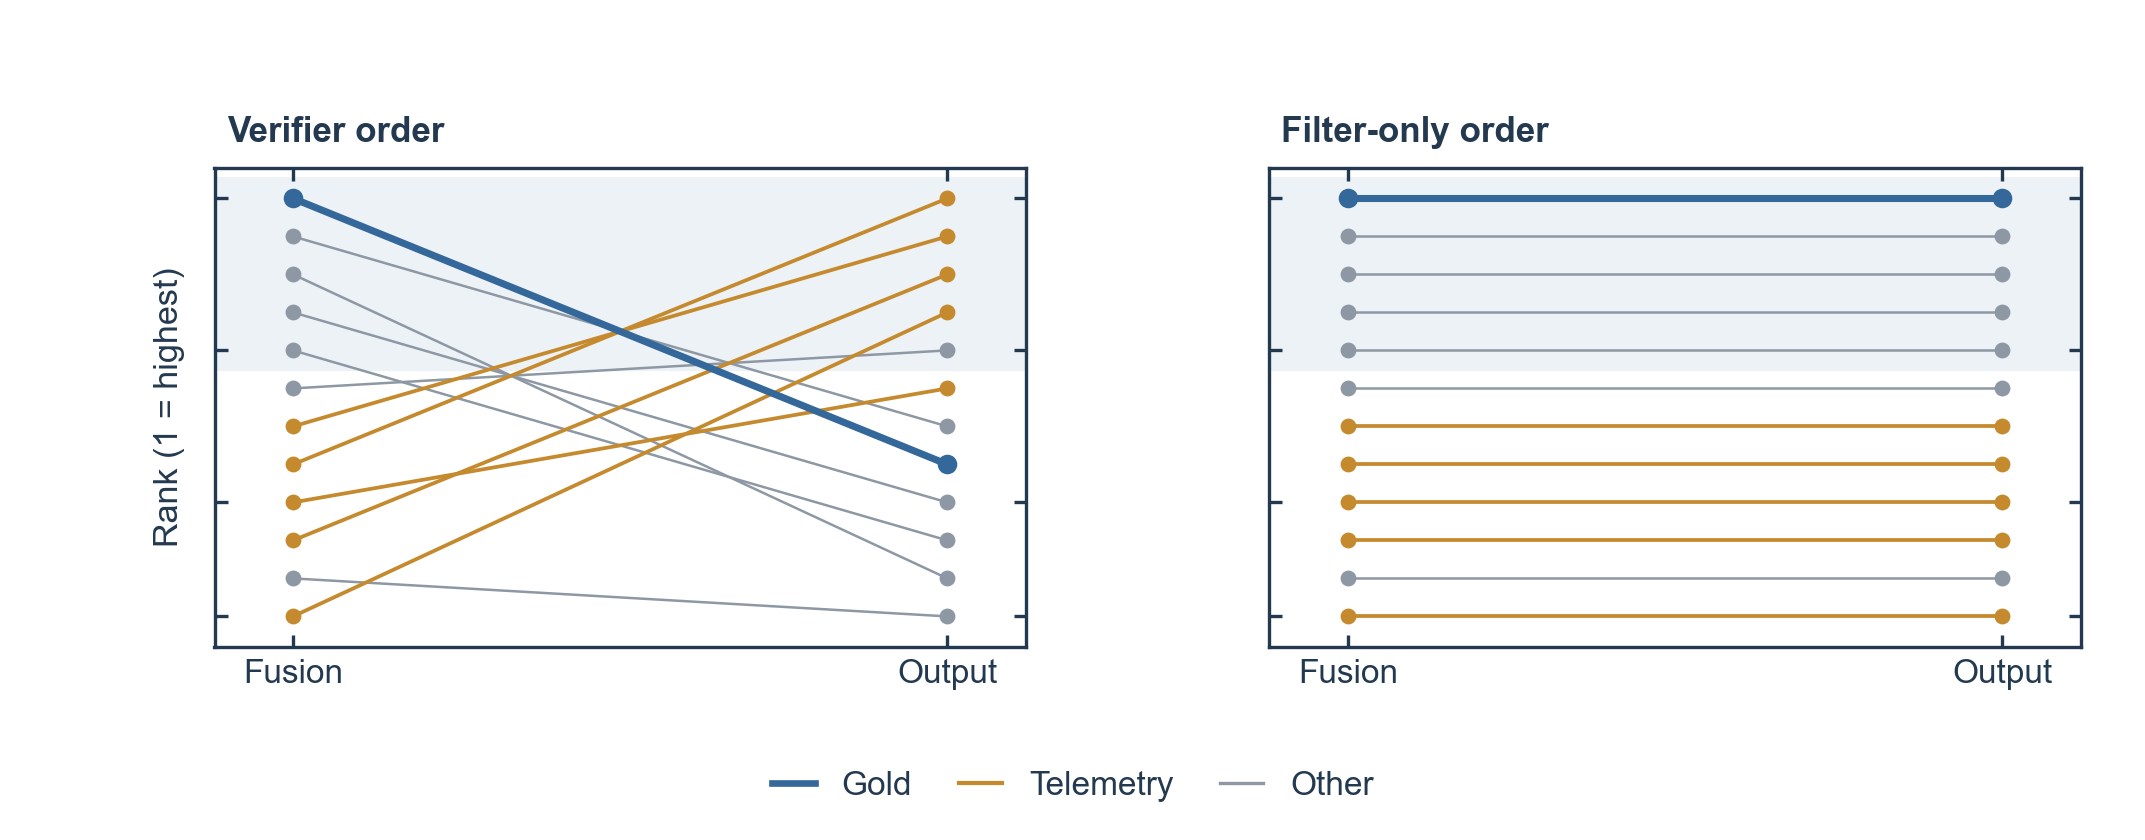 Verifier order
Filter-only order
Rank (1 = highest)
Fusion
Output
Fusion
Output
Gold
Telemetry
Other